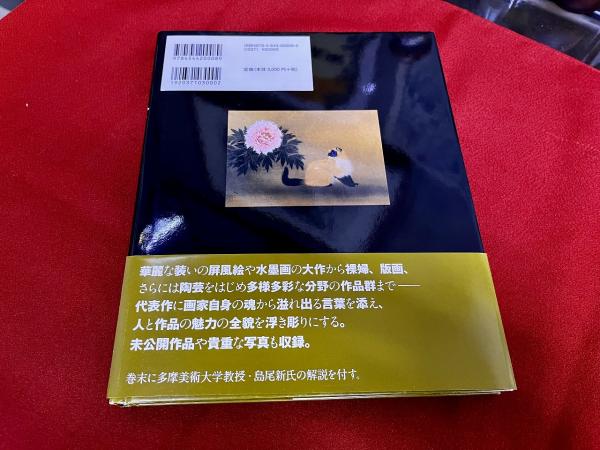 9784544200089
1920371030002
華麗な装いの屏風絵や水墨画の大作から裸婦、版画、
さらには陶芸をはじめ多様多彩な分野の作品群まで――
代表作に画家自身の魂から溢れ出る言葉を添え、
人と作品の魅力の全貌を浮き彫りにする。
未公開作品や貴重な写真も収録。
巻末に多摩美術大学教授・島尾新氏の解説を付す。